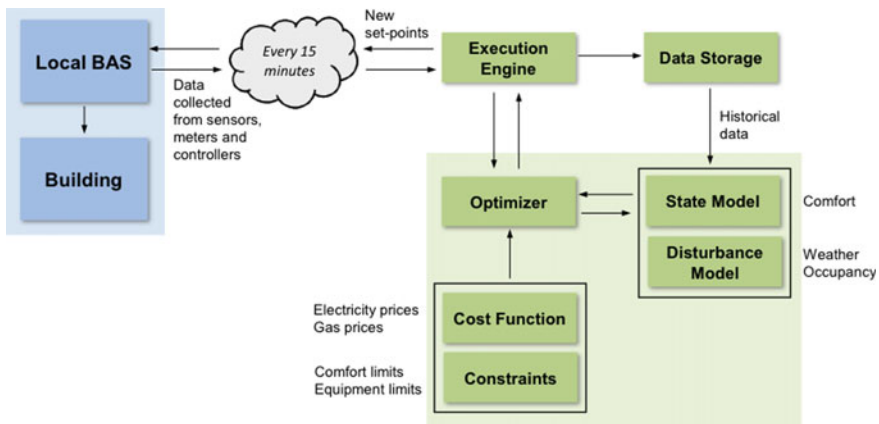 New
set-points
Local BAS
Every 15
minutes
Execution
Engine
Data Storage
Data
collected
from sensors,
meters and
controllers
Building
Historical
data
Optimizer
State Model
Comfort
Disturbance
Model
Weather
Occupancy
Electricity prices
Gas prices
Cost Function
Comfort limits
Equipment limits
Constraints